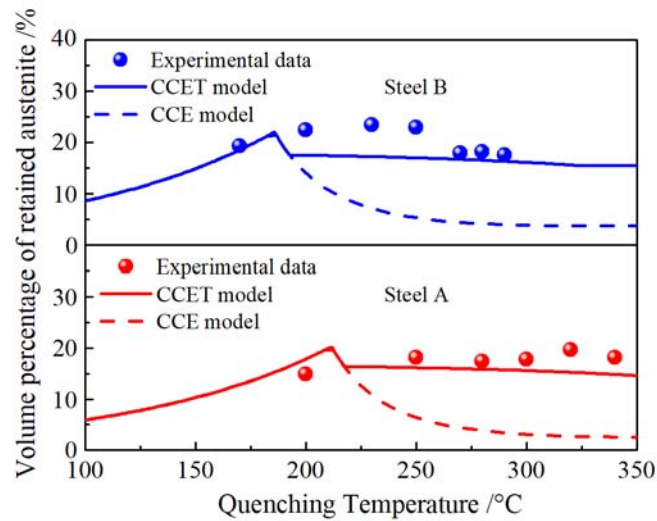 Volume percentage of retained austenite /%
40
30
20
10
0
Experimental data
CCET model
CCE model
Steel B
30
20
10
0
Experimental data
CCET model
CCE model
Steel A
100 150 200 250 300 350
Quenching Temperature /°C